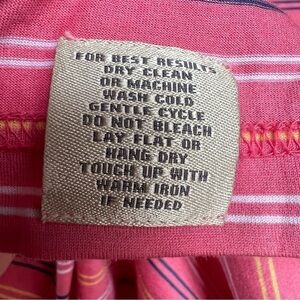 FOR BEST RESULTS
DRY CLEAN
OR MACHINE
WASH COLD
GENTLE CYCLE
DO NOT BLEACH
LAY FLAT OR
HANG DRY
TOUCH UP WITH
WARM IRON
IF NEEDED